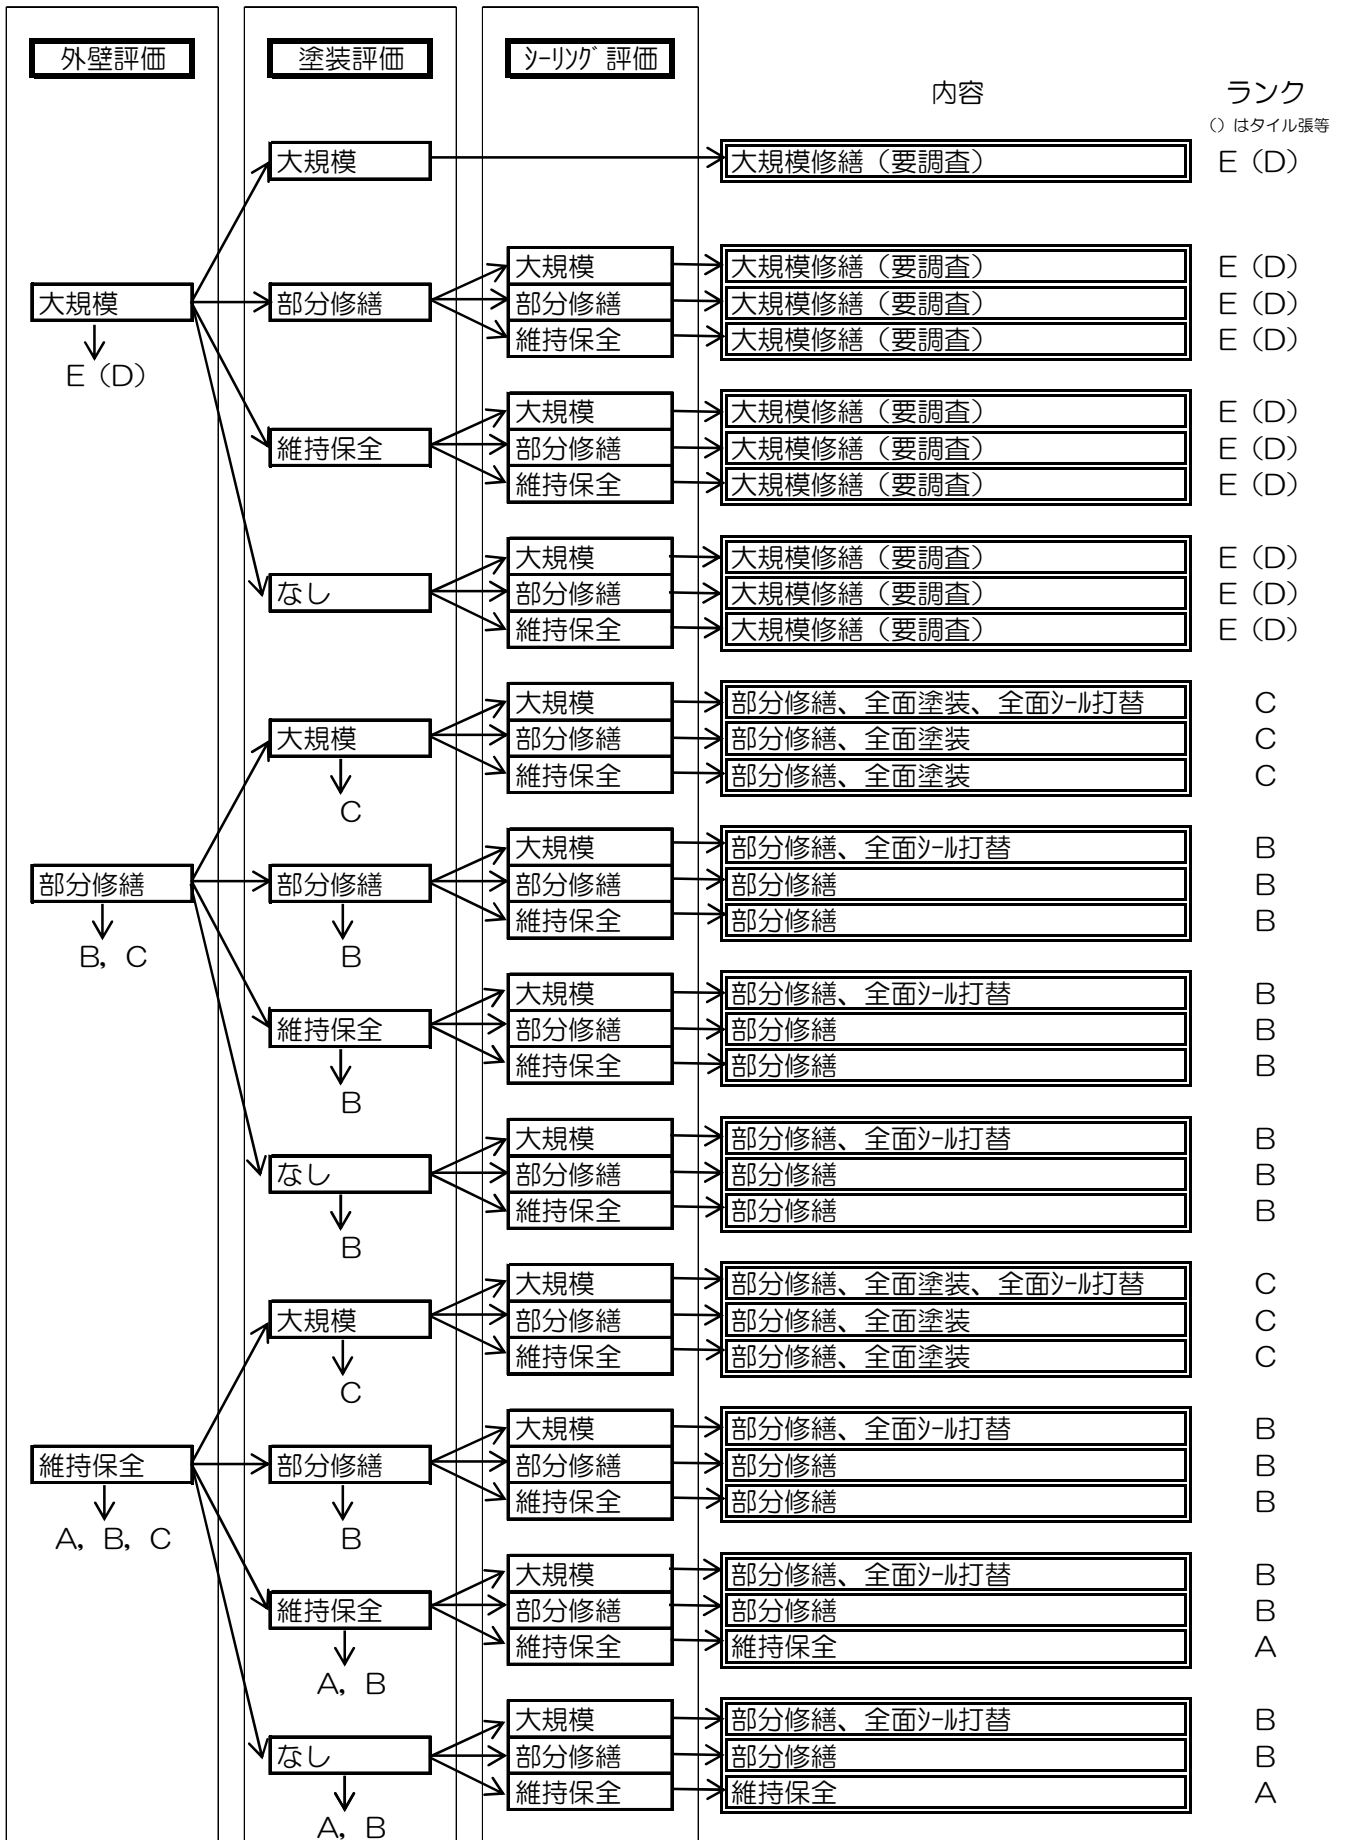 外壁評価 塗装評価 ｼｰﾘﾝｸﾞ評価
内容 ランク
（）はタイル張等
大規模 大規模修繕（要調査） E（D）
大規模 大規模修繕（要調査） E（D）
大規模 部分修繕 部分修繕 大規模修繕（要調査） E（D）
維持保全 大規模修繕（要調査） E（D）
E（D）
大規模 大規模修繕（要調査） E（D）
維持保全 部分修繕 大規模修繕（要調査） E（D）
維持保全 大規模修繕（要調査） E（D）
大規模 大規模修繕（要調査） E（D）
なし 部分修繕 大規模修繕（要調査） E（D）
維持保全 大規模修繕（要調査） E（D）
大規模 部分修繕、全面塗装、全面ｼｰﾙ打替 C
大規模 部分修繕 部分修繕、全面塗装 C
維持保全 部分修繕、全面塗装 C
C
大規模 部分修繕、全面ｼｰﾙ打替 B
部分修繕 部分修繕 部分修繕 部分修繕 B
維持保全 部分修繕 B
B，C B
大規模 部分修繕、全面ｼｰﾙ打替 B
維持保全 部分修繕 部分修繕 B
維持保全 部分修繕 B
B
大規模 部分修繕、全面ｼｰﾙ打替 B
なし 部分修繕 部分修繕 B
維持保全 部分修繕 B
B
大規模 部分修繕、全面塗装、全面ｼｰﾙ打替 C
大規模 部分修繕 部分修繕、全面塗装 C
維持保全 部分修繕、全面塗装 C
C
大規模 部分修繕、全面ｼｰﾙ打替 B
維持保全 部分修繕 部分修繕 部分修繕 B
維持保全 部分修繕 B
A，B，C B
大規模 部分修繕、全面ｼｰﾙ打替 B
維持保全 部分修繕 部分修繕 B
維持保全 維持保全 A
A，B
大規模 部分修繕、全面ｼｰﾙ打替 B
なし 部分修繕 部分修繕 B
維持保全 維持保全 A
A，B